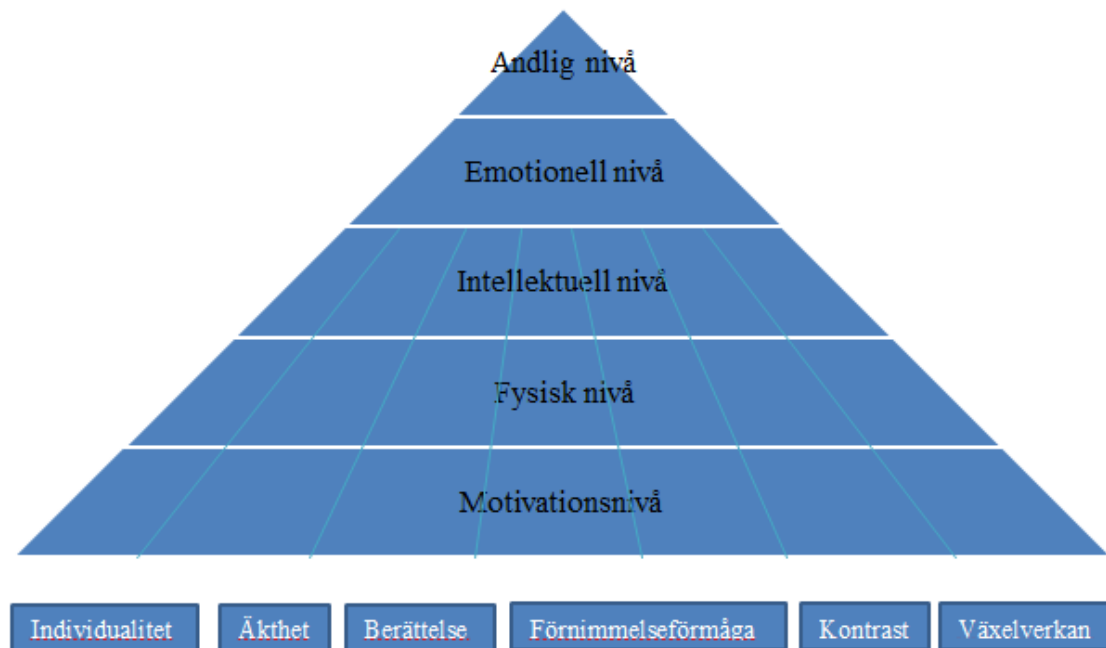 Andlig nivå
Emotionell nivå
Intellektuell nivå
Fysisk nivå
Motivationsnivå
Individualitet Äkthet Berättelse Förnimmelseförmåga Kontrast Växelverkan